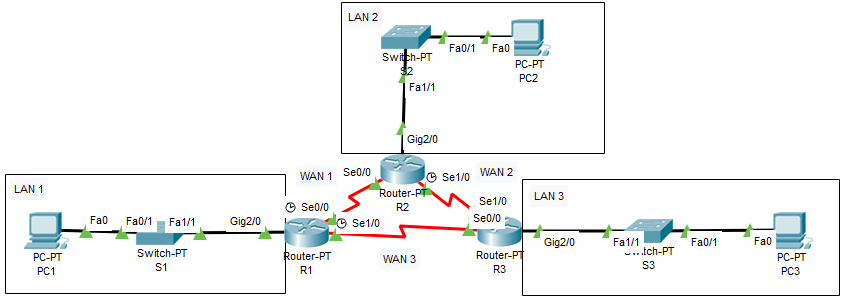 LAN 2
Switch-PT
S2
Fa0/1
Fa0
PC-PT
PC2
Fa1/1
Gig2/0
WAN 1
Se0/0
Router-PT
R2
Se1/0
WAN 2
LAN 1
PC-PT
PC1
Fa0
Fa0/1
Switch-PT
S1
Fa1/1
Gig2/0
Se0/0
Se1/0
Router-PT
R1
WAN 3
Se1/0
Se0/0
Router-PT
R3
LAN 3
Gig2/0
Fa1/1
Switch-PT
S3
Fa0/1
Fa0
PC-PT
PC3